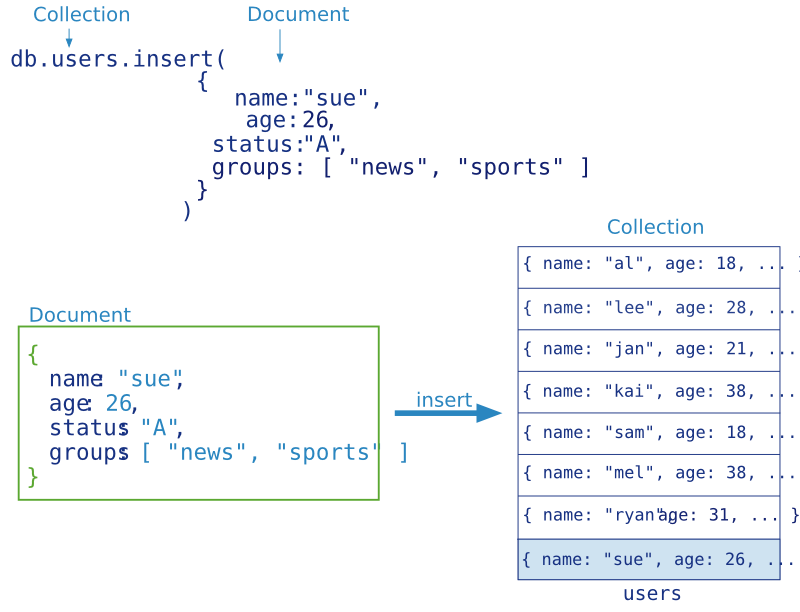 Collection
Document
db.users.insert(
{
name:"sue",
age:26,
status:"A",
groups: [ "news", "sports" ]
}
)
Document
{
name: "sue",
age: 26,
status: "A",
groups: [ "news", "sports" ]
}
insert
Collection
{ name: "al", age: 18, ... }
{ name: "lee", age: 28, ...
{ name: "jan", age: 21, ...
{ name: "kai", age: 38, ...
{ name: "sam", age: 18, ...
{ name: "mel", age: 38, ...
{ name: "ryan", age: 31, ... }
{ name: "sue", age: 26, ...
users